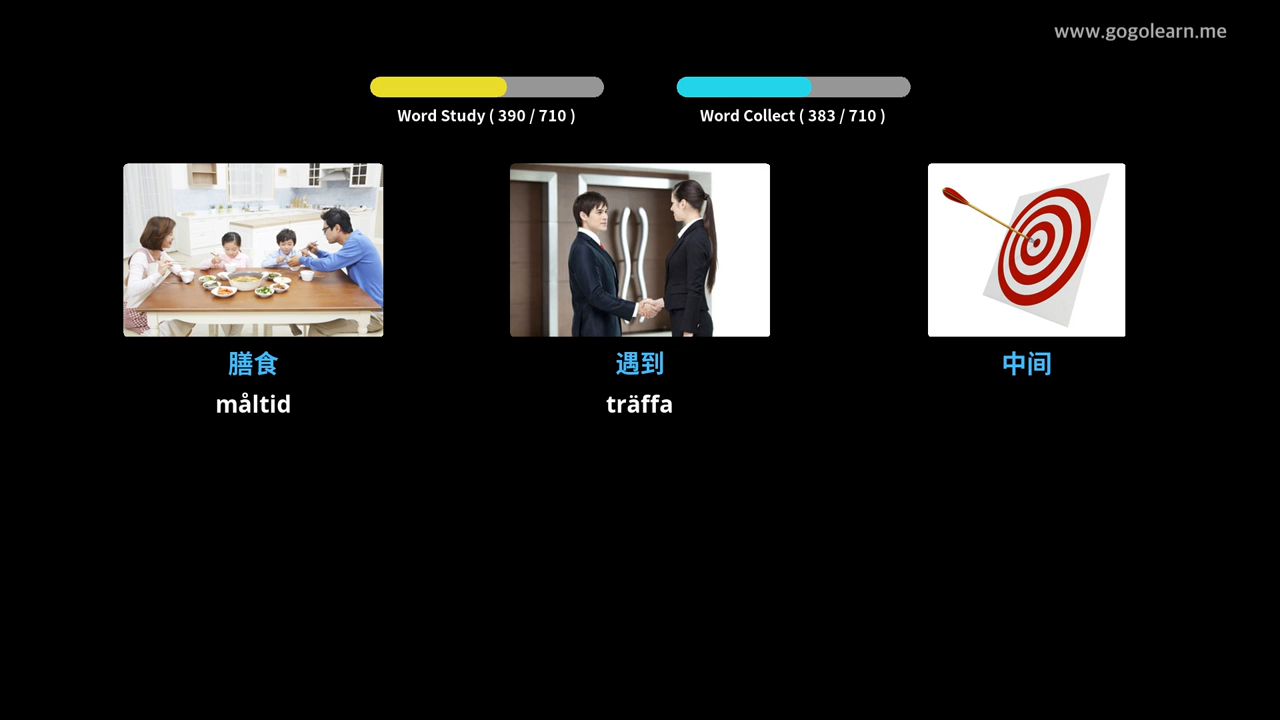 www.gogolearn.me
Word Study ( 390 / 710 )
Word Collect ( 383 / 710 )
膳食
måltid
遇到
träffa
中间